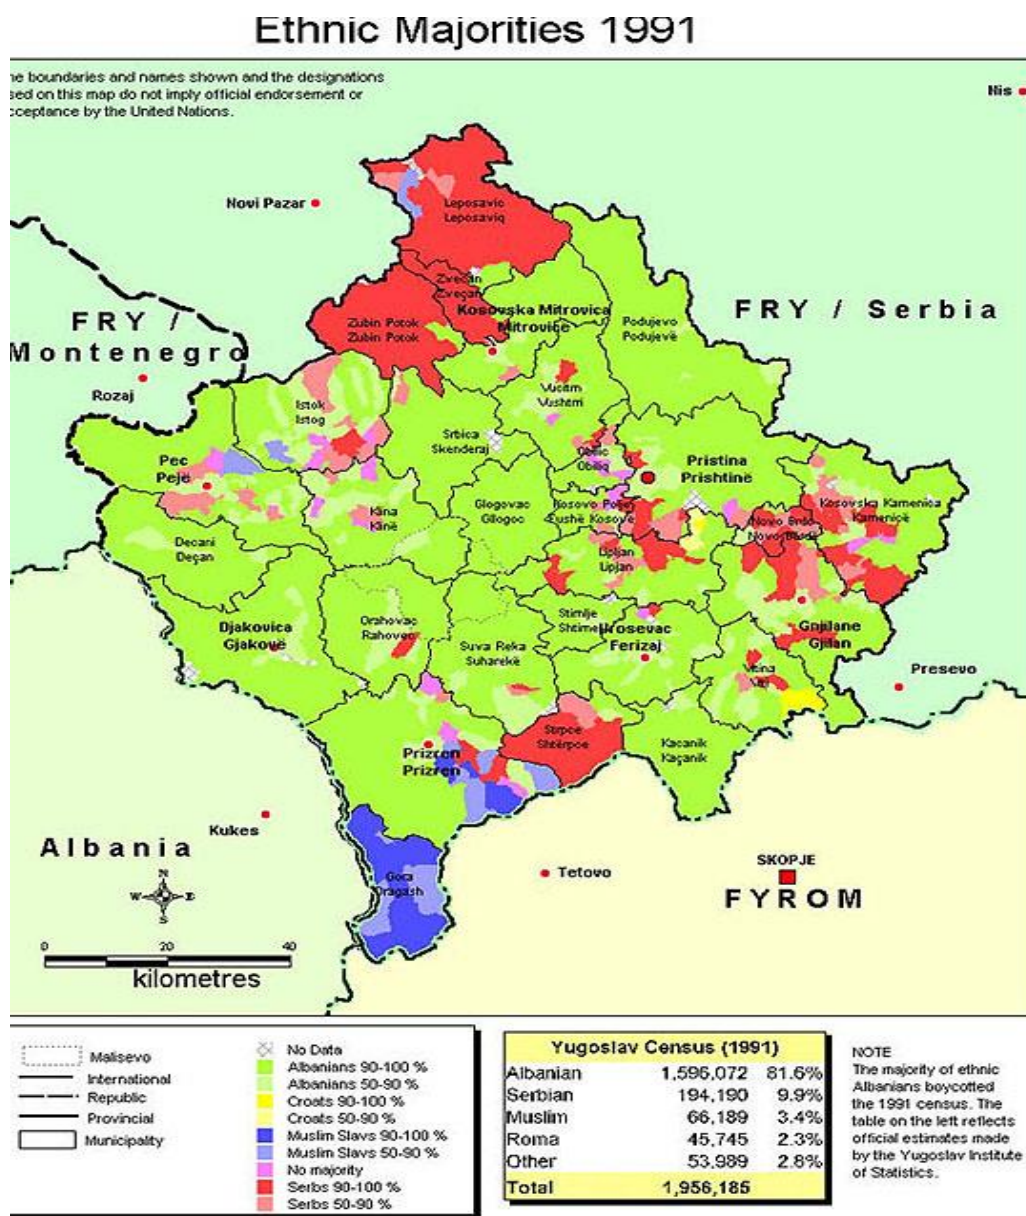 Ethnic Majorities 1991
he boundaries and names shown and the designations
sed on this map do not imply official endorsement or
cceptance by the United Nations.
Nis
Novi Pazar
Leposavic
Leposaviq
Zvecan
Zveçan
Kosovska Mitrovica
Mitrovicë
Zubin Potok
Zubin Potok
Podujevo
Podujevë
FRY / Serbia
FRY /
Montenegro
Rozaj
Istok
Istog
Vucitrn
Vushtrri
Srbica
Skenderaj
Obilic
Obiliq
Pristina
Prishtinë
Pec
Pejë
Klina
Klinë
Glogovac
Gllogoc
Kosovo Polje
Fushë Kosovë
Novo Brdo
Novobërdë
Kosovska Kamenica
Kamenicë
Decani
Deçan
Lipljan
Lipjan
Djakovica
Gjakovë
Orahovac
Rahovec
Stimlje
Shtime
Urosevac
Ferizaj
Gnjilane
Gjilan
Suva Reka
Suharekë
Vitina
Viti
Presevo
Strpce
Shtërpce
Kacanik
Kaçanik
Prizren
Prizren
Kukes
Albania
Gora
Dragash
Tetovo
SKOPJE
FYROM
N
W E
S
0 20 40
kilometres
Malisevo
International
Republic
Provincial
Municipality
No Data
Albanians 90-100 %
Albanians 50-90 %
Croats 90-100 %
Croats 50-90 %
Muslim Slavs 90-100 %
Muslim Slavs 50-90 %
No majority
Serbs 90-100 %
Serbs 50-90 %
Yugoslav Census (1991)
Albanian 1,596,072 81.6%
Serbian 194,190 9.9%
Muslim 66,189 3.4%
Roma 45,745 2.3%
Other 53,989 2.8%
Total 1,956,185
NOTE
The majority of ethnic
Albanians boycotted
the 1991 census. The
table on the left reflects
official estimates made
by the Yugoslav Institute
of Statistics.